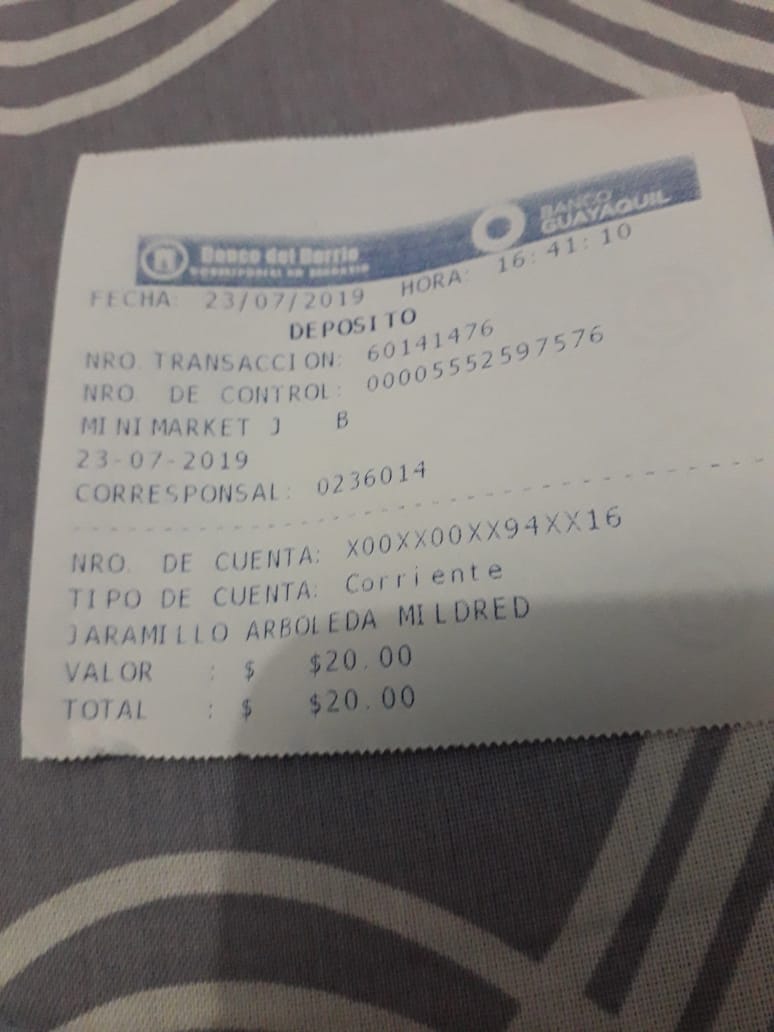 Banco del Barrio
BANCO
GUAYAQUIL
FECHA: 23/07/2019 HORA: 16:41:10
DEPOSITO
NRO. TRANSACCION: 60141476
NRO. DE CONTROL: 00005552597576
MINIMARKET J B
23-07-2019
CORRESPONSAL: 0236014
NRO. DE CUENTA: X00XX00XX94XX16
TIPO DE CUENTA: Corriente
JARAMILLO ARBOLEDA MILDRED
VALOR : $ $20.00
TOTAL : $ $20.00